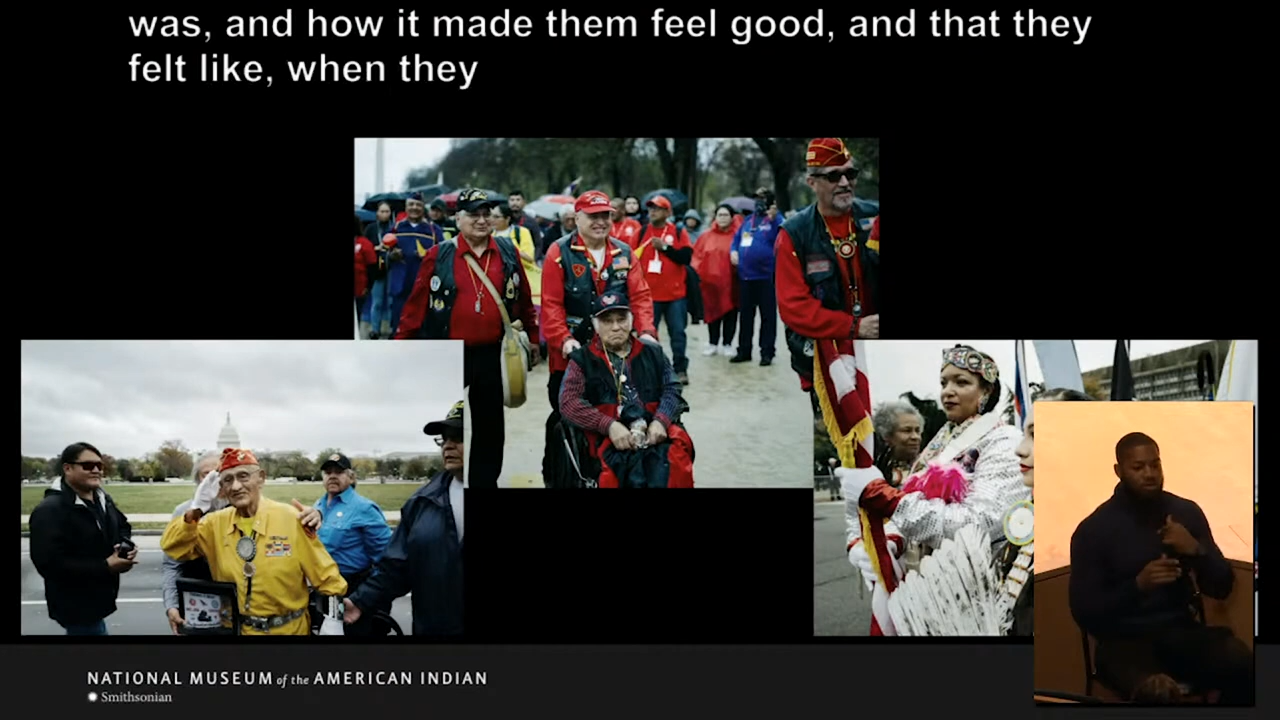 was, and how it made them feel good, and that they
felt like, when they
NATIONAL MUSEUM of the AMERICAN INDIAN
Smithsonian